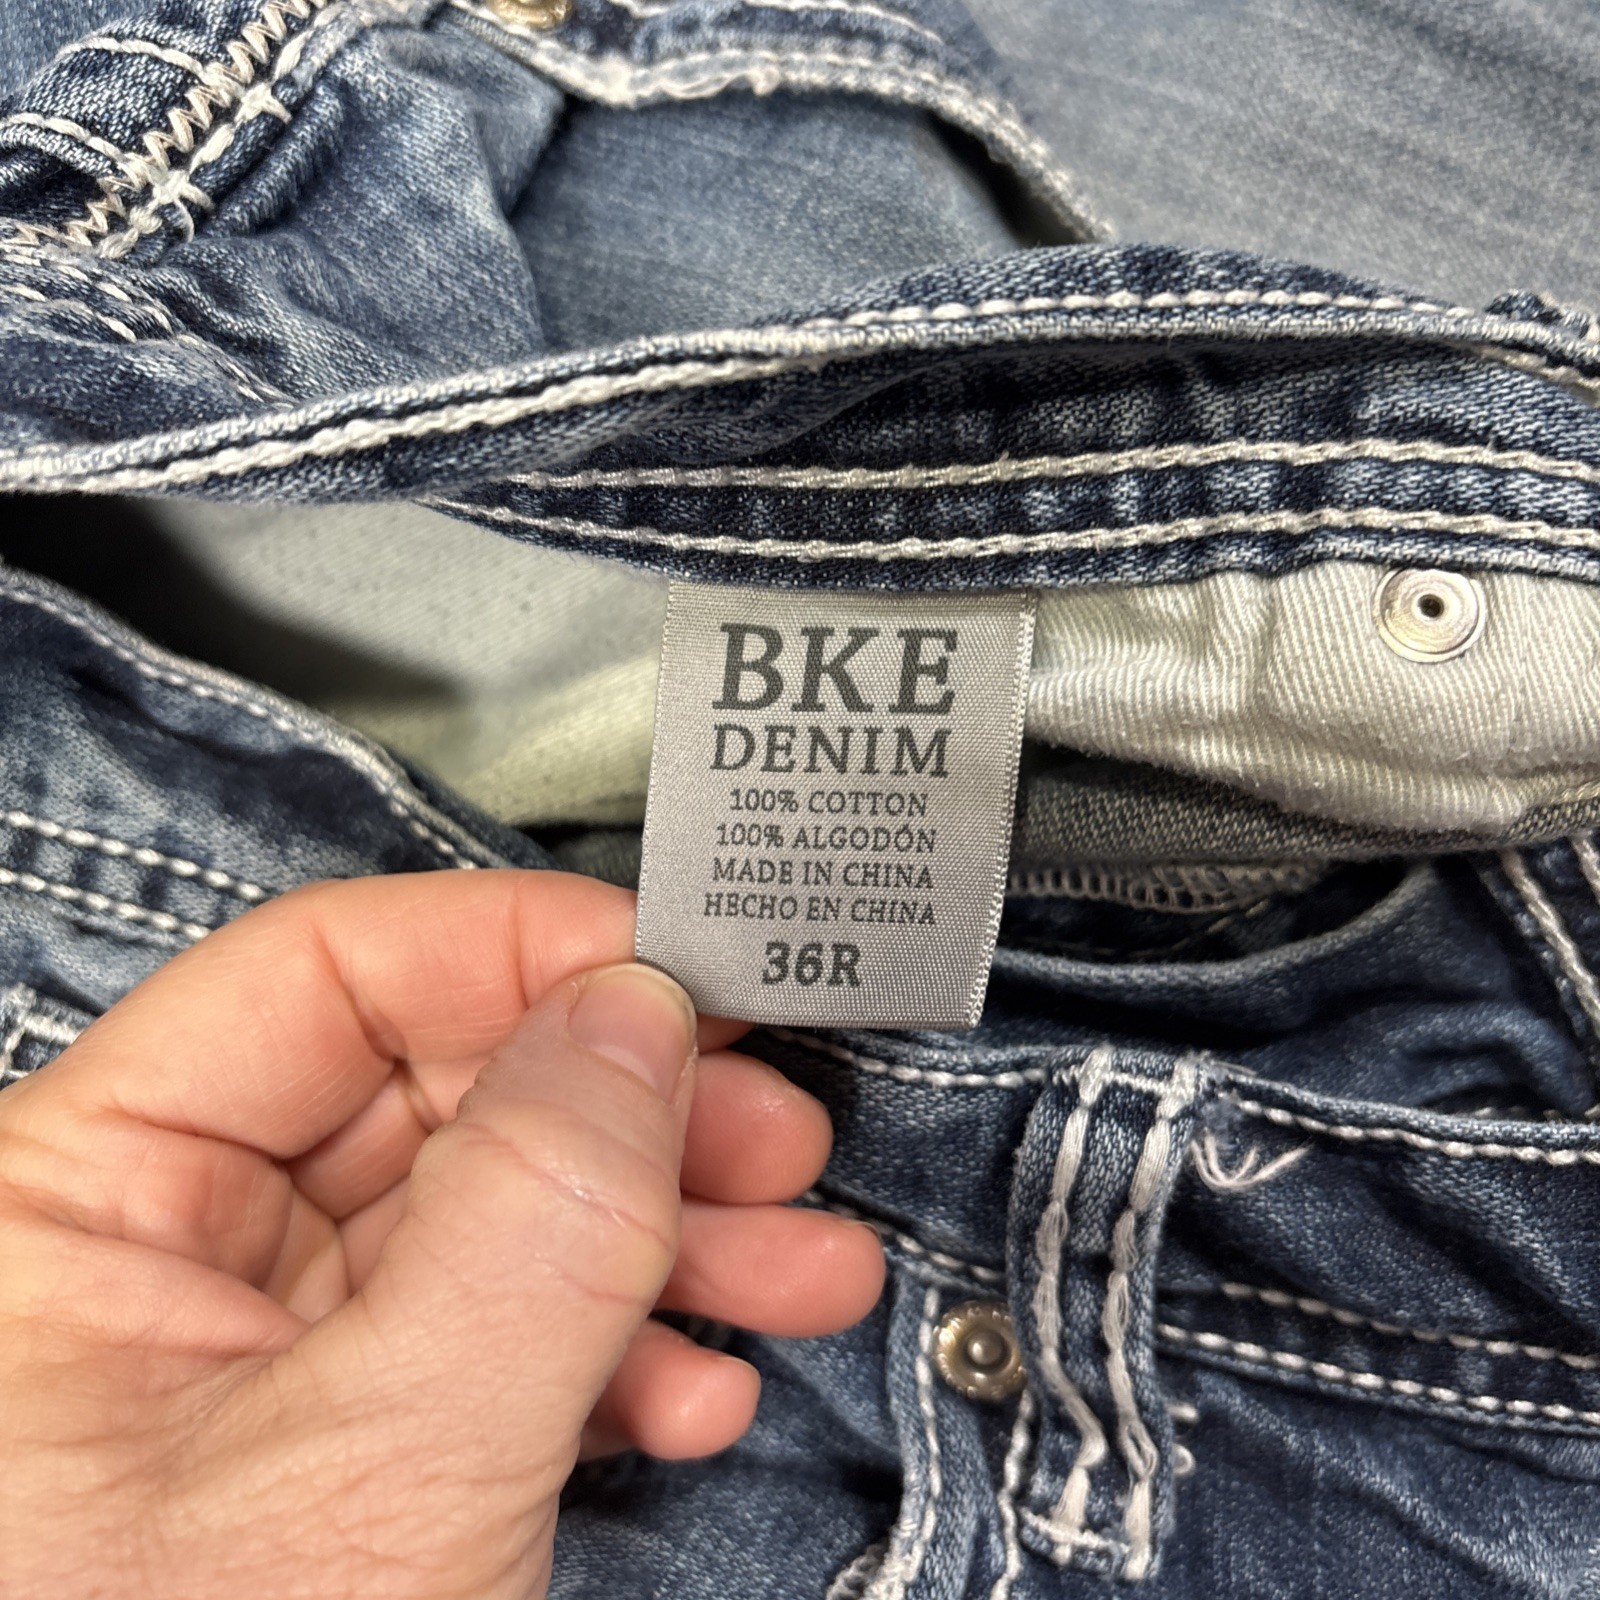 BKE
DENIM
100% COTTON
100% ALGODÓN
MADE IN CHINA
HECHO EN CHINA
36R